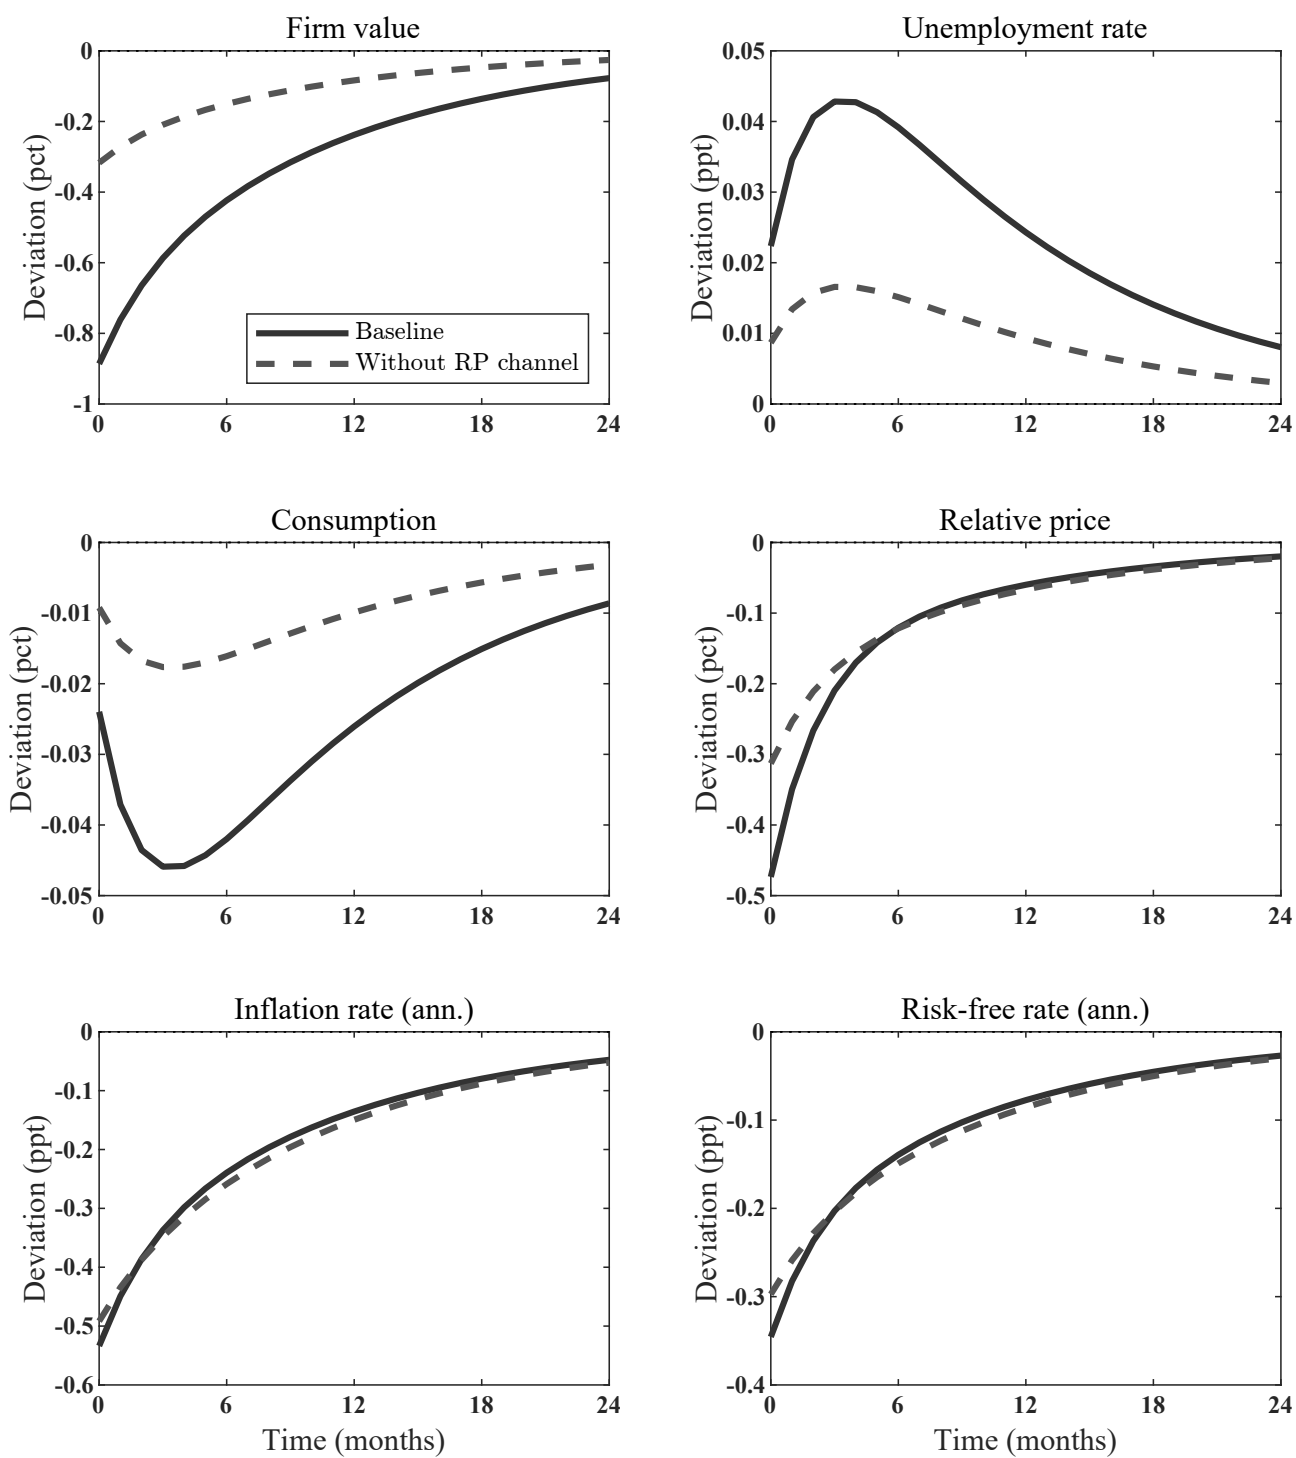 Firm value
0
-0.2
-0.4
-0.6
-0.8
-1
Deviation (pct)
Baseline
Without RP channel
0 6 12 18 24
Unemployment rate
0.05
0.04
0.03
0.02
0.01
0
Deviation (ppt)
0 6 12 18 24
Consumption
0
-0.01
-0.02
-0.03
-0.04
-0.05
Deviation (pct)
0 6 12 18 24
Relative price
0
-0.1
-0.2
-0.3
-0.4
-0.5
Deviation (pct)
0 6 12 18 24
Inflation rate (ann.)
0
-0.1
-0.2
-0.3
-0.4
-0.5
-0.6
Deviation (ppt)
0 6 12 18 24
Time (months)
Risk-free rate (ann.)
0
-0.1
-0.2
-0.3
-0.4
Deviation (ppt)
0 6 12 18 24
Time (months)